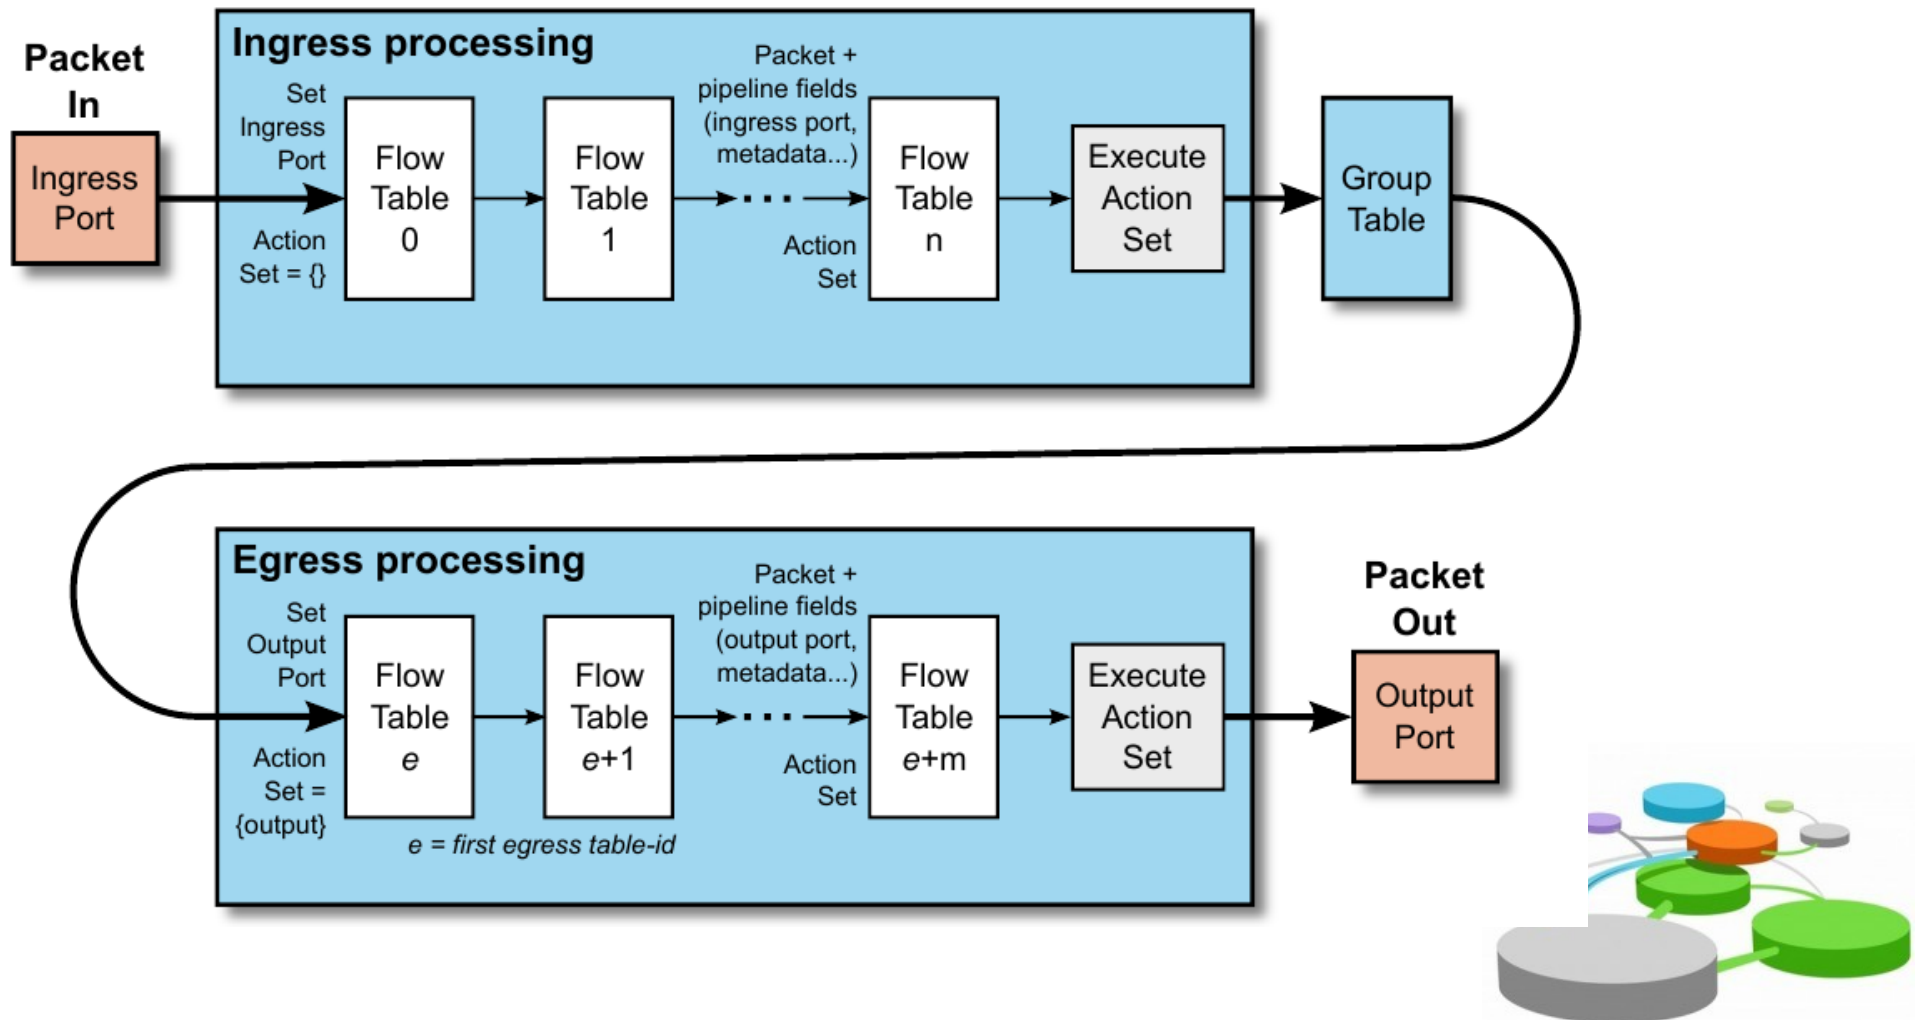 Packet
In
Ingress
Port
Ingress processing
Set
Ingress
Port
Action
Set = {}
Flow
Table
0
Flow
Table
1
Packet +
pipeline fields
(ingress port,
metadata...)
Action
Set
Flow
Table
n
Execute
Action
Set
Group
Table
Egress processing
Set
Output
Port
Action
Set =
{output}
Flow
Table
e
Flow
Table
e+1
e = first egress table-id
Packet +
pipeline fields
(output port,
metadata...)
Action
Set
Flow
Table
e+m
Execute
Action
Set
Packet
Out
Output
Port